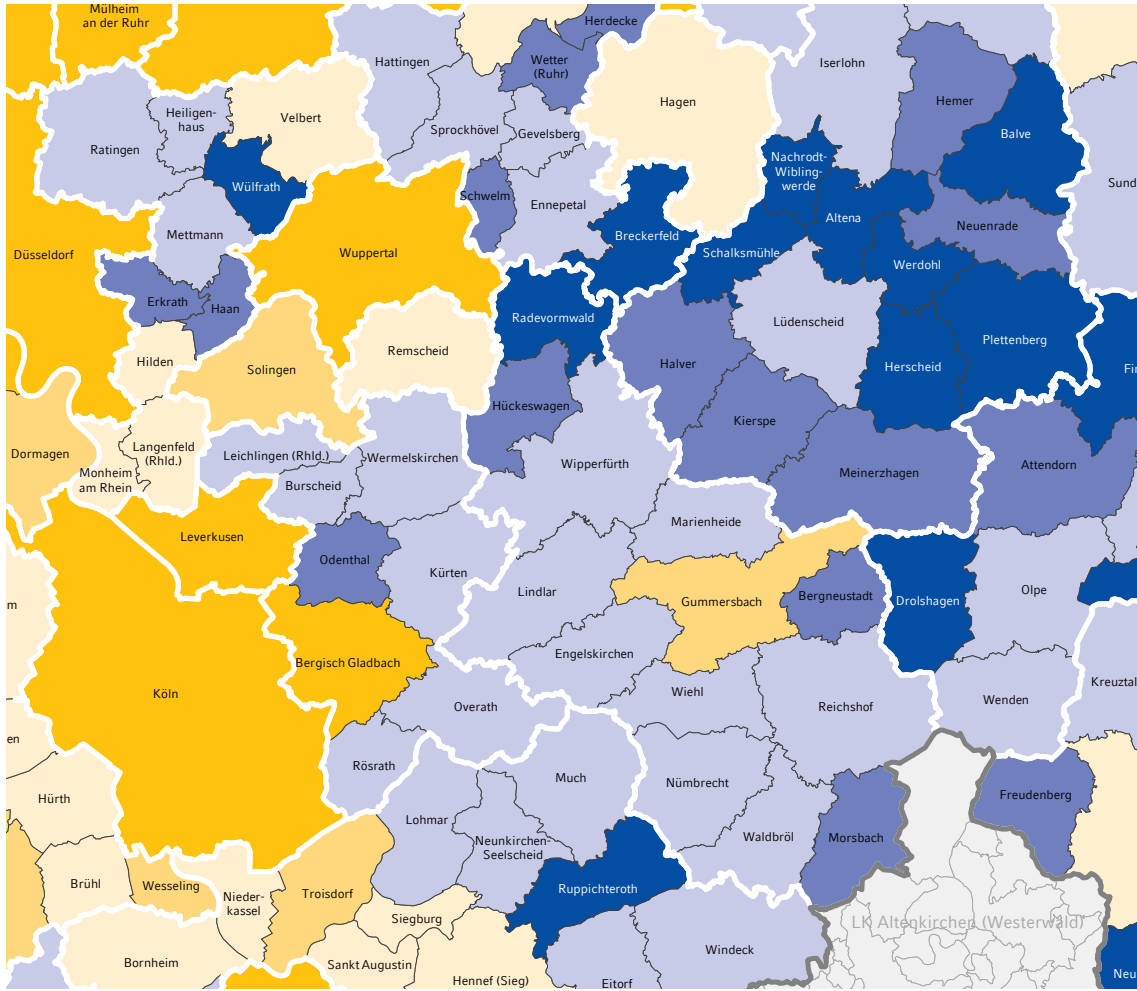 Mülheim
an der Ruhr
Herdecke
Hattingen
Wetter
(Ruhr)
Iserlohn
Hagen
Hemer
Heiligen-
haus
Velbert
Sprockhövel
Gevelsberg
Balve
Ratingen
Nachrodt-
Wibling-
werde
Wülfrath
Schwelm
Ennepetal
Sund
Altena
Neuenrade
Mettmann
Breckerfeld
Düsseldorf
Wuppertal
Schalksmühle
Werdohl
Erkrath
Haan
Radevormwald
Lüdenscheid
Plettenberg
Remscheid
Hilden
Solingen
Halver
Herscheid
Fi
Hückeswagen
Kierspe
Langenfeld
(Rhld.)
Dormagen
Leichlingen (Rhld.)
Wermelskirchen
Wipperfürth
Attendorn
Monheim
am Rhein
Burscheid
Meinerzhagen
Marienheide
Leverkusen
Odenthal
Kürten
Lindlar
Gummersbach
Bergneustadt
Drolshagen
Olpe
m
Engelskirchen
Bergisch Gladbach
Köln
Wiehl
Kreuztal
Overath
Reichshof
Wenden
en
Rösrath
Much
Nümbrecht
Hürth
Freudenberg
Lohmar
Neunkirchen-
Seelscheid
Waldbröl
Morsbach
Brühl
Wesseling
Troisdorf
Ruppichteroth
Nieder-
kassel
Siegburg
LK Altenkirchen (Westerwald)
Windeck
Bornheim
Sankt Augustin
Hennef (Sieg)
Eitorf
Neu